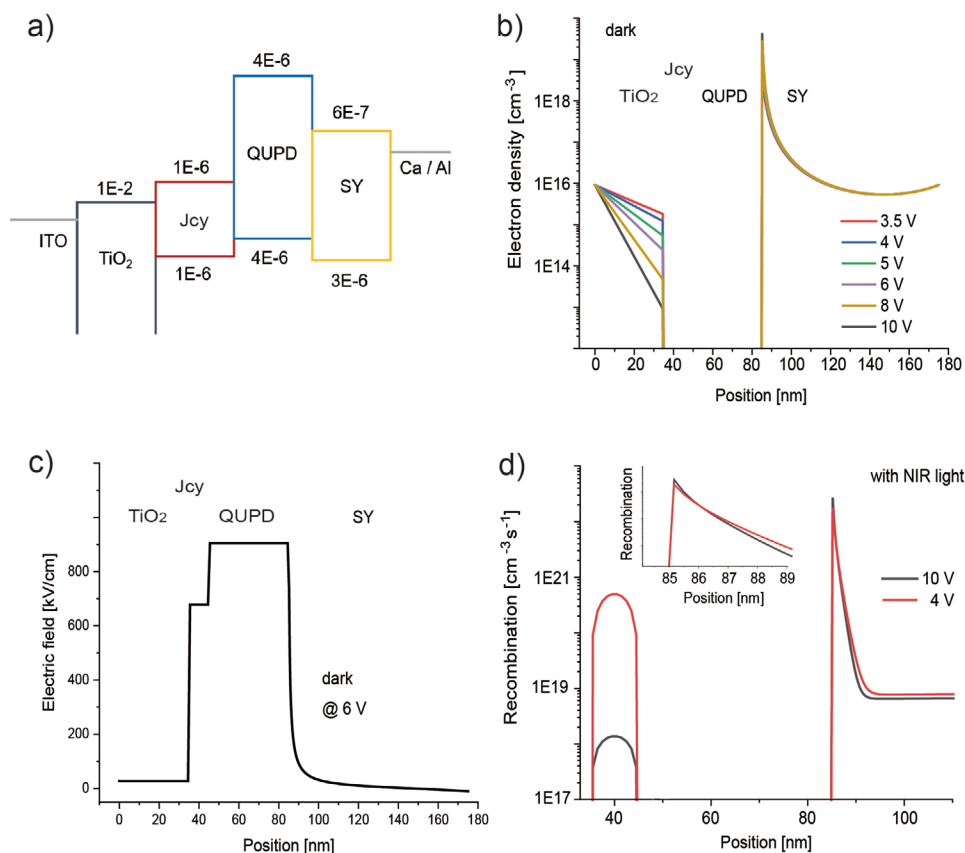 a)
4E-6
6E-7
1E-6
1E-2
QUPD
SY
Ca / Al
ITO
Jcy
TiO2
1E-6
4E-6
3E-6
b)
dark
Jcy
TiO2
QUPD
SY
1E18
1E16
1E14
Electron density [cm⁻³]
3.5 V
4 V
5 V
6 V
8 V
10 V
0 20 40 60 80 100 120 140 160 180
Position [nm]
c)
Jcy
TiO2
QUPD
SY
800
600
400
200
0
Electric field [kV/cm]
dark
@ 6 V
0 20 40 60 80 100 120 140 160 180
Position [nm]
d)
with NIR light
Recombination
85 86 87 88 89
Position [nm]
10 V
4 V
1E21
1E19
1E17
Recombination [cm⁻³s⁻¹]
40 60 80 100
Position [nm]